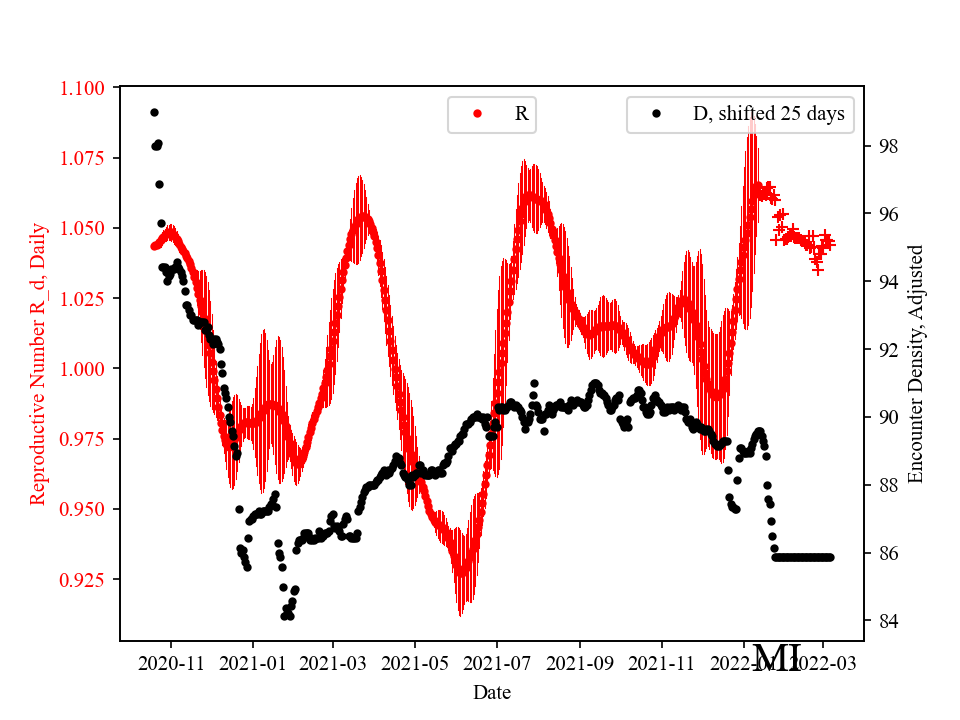 R
D, shifted 25 days
Reproductive Number R_d, Daily
1.100
1.075
1.050
1.025
1.000
0.975
0.950
0.925
Encounter Density, Adjusted
98
96
94
92
90
88
86
84
2020-11 2021-01 2021-03 2021-05 2021-07 2021-09 2021-11 2022-01 2022-03
MI
Date